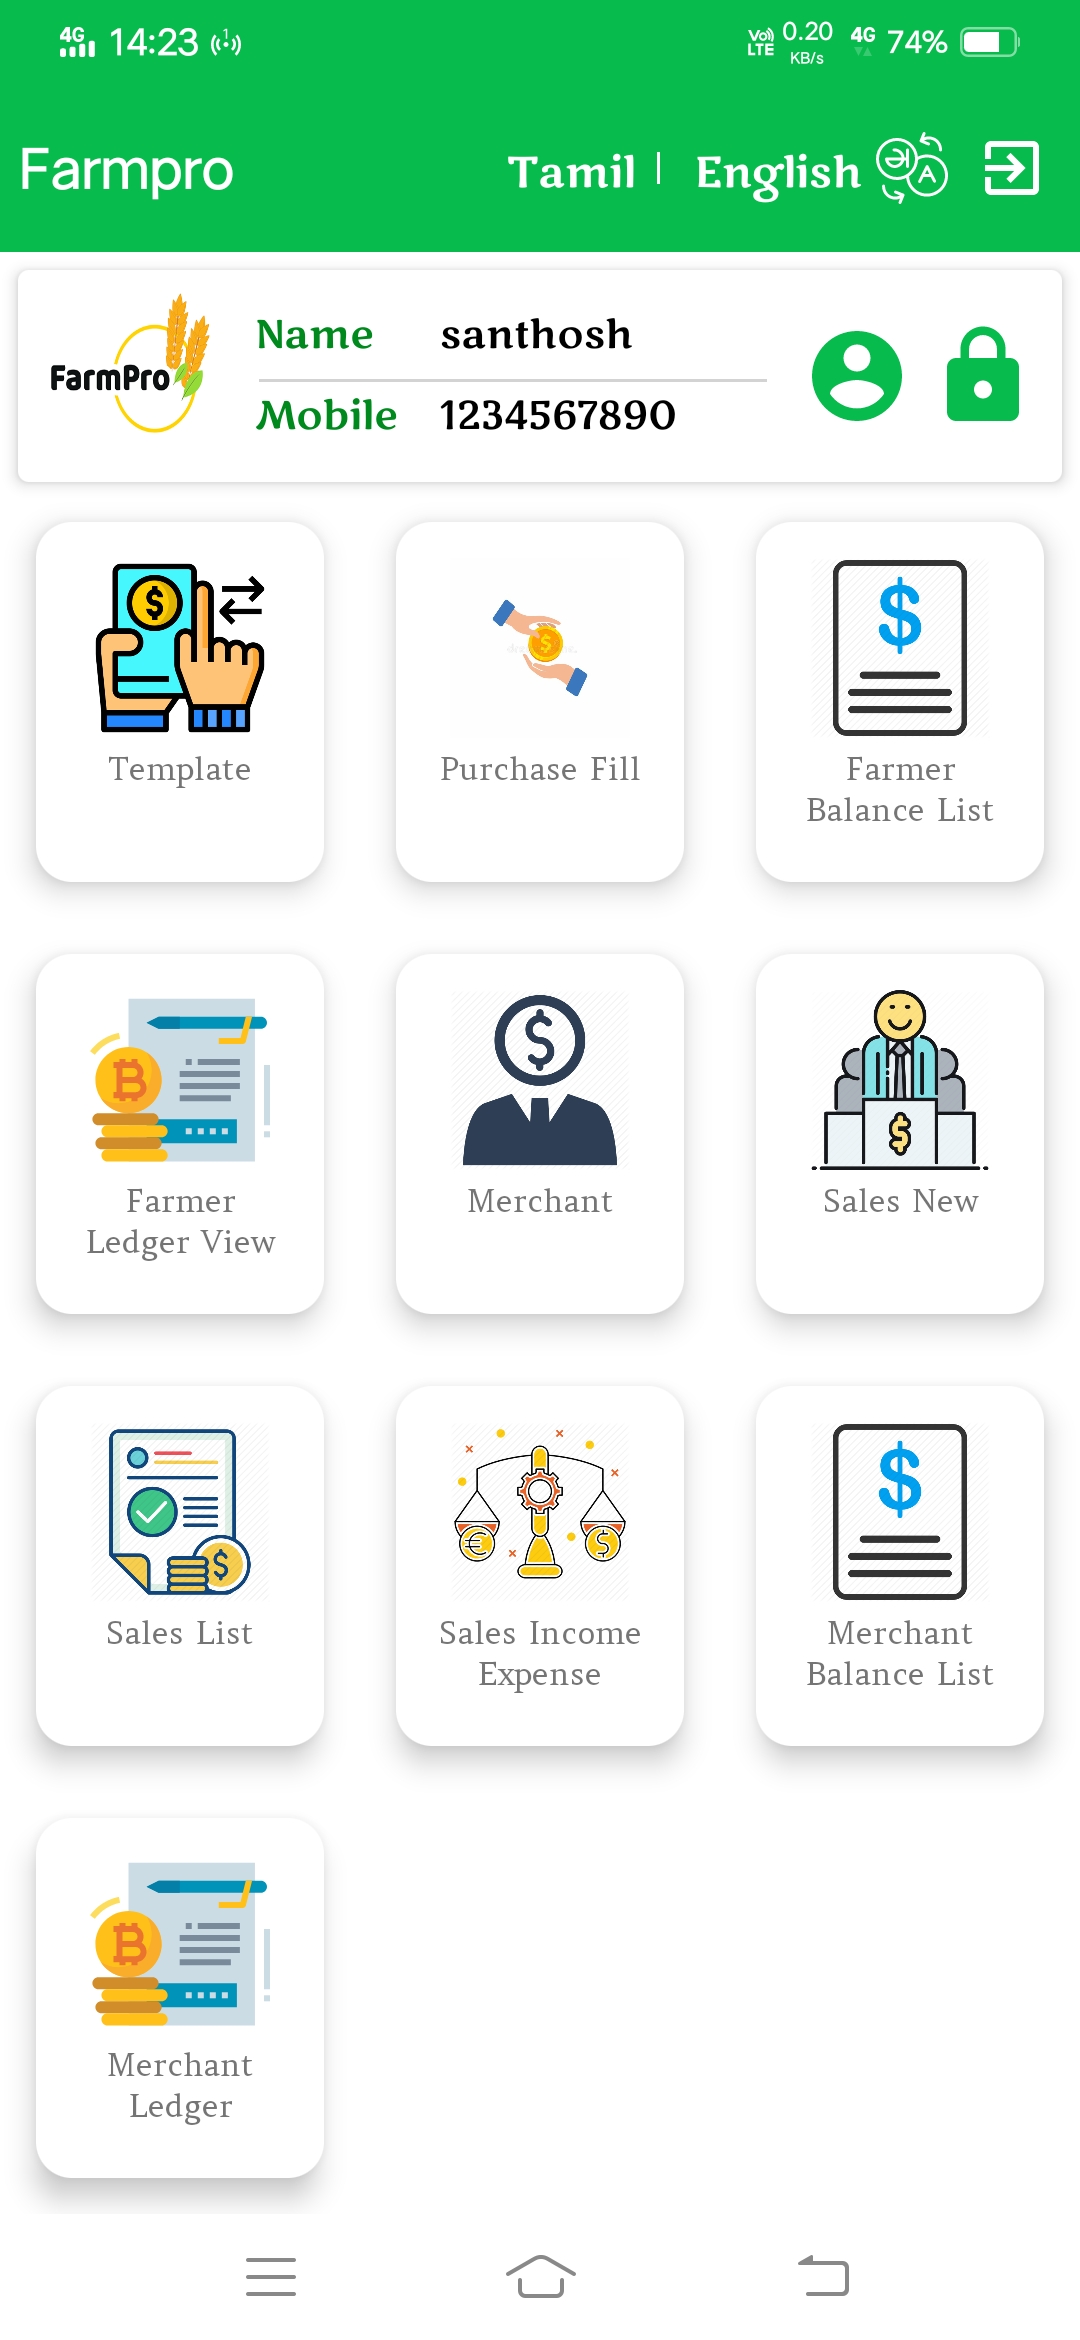 4G 14:23 Vo) LTE 0.20 KB/s 4G 74%
Farmpro Tamil | English
FarmPro
Name santhosh
Mobile 1234567890
Template Purchase Fill Farmer
Balance List
Farmer
Ledger View Merchant Sales New
Sales List Sales Income
Expense Merchant
Balance List
Merchant
Ledger